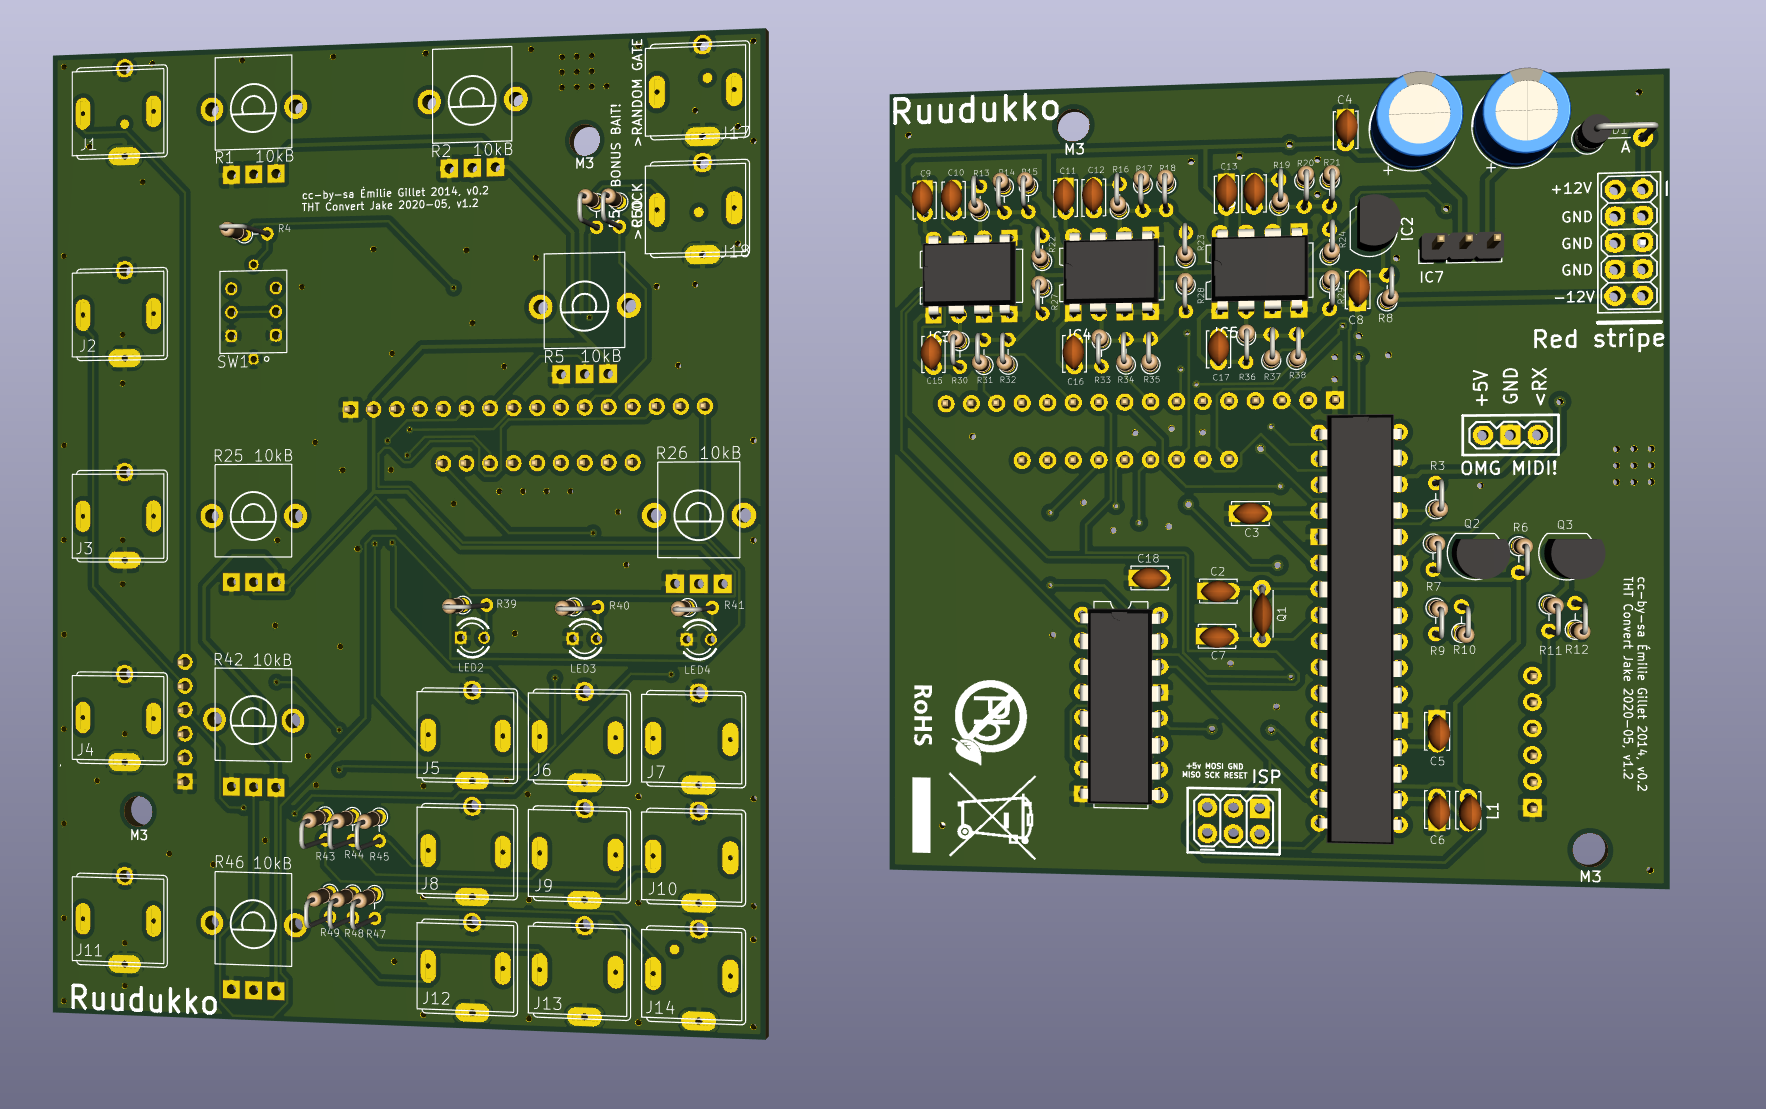 J1
R1 10kB
R2 10kB
M3
BONUS BAIT!
>RANDOM GATE
cc-by-sa Émilie Gillet 2014, v0.2
THT Convert Jake 2020-05, v1.2
R4
J18
J2
SW1
R5 10kB
R25 10kB
R26 10kB
J3
R39
R40
R41
LED2
LED3
LED4
R42 10kB
J4
J5
J6
J7
M3
R43
R44
R45
J8
J9
J10
R46 10kB
R49
R48
R47
J11
J12
J13
J14
Ruudukko
Ruudukko
M3
C4
A
C9
C10
R13
R14
R15
C11
C12
R16
R17
R18
C13
R19
R20
R21
+12V
GND
GND
GND
-12V
IC2
IC7
R22
R23
R24
R27
R28
R29
C8
R8
Red stripe
C15
R30
R31
R32
C16
R33
R34
R35
C17
R36
R37
R38
+5V
GND
<RX
OMG MIDI!
R3
C3
Q2
R6
Q3
C18
C2
R7
Q1
C7
R9
R10
R11
R12
cc-by-sa Émilie Gillet 2014, v0.2
THT Convert Jake 2020-05, v1.2
RoHS
C5
+5v MOSI GND
MISO SCK RESET
ISP
C6
L1
M3